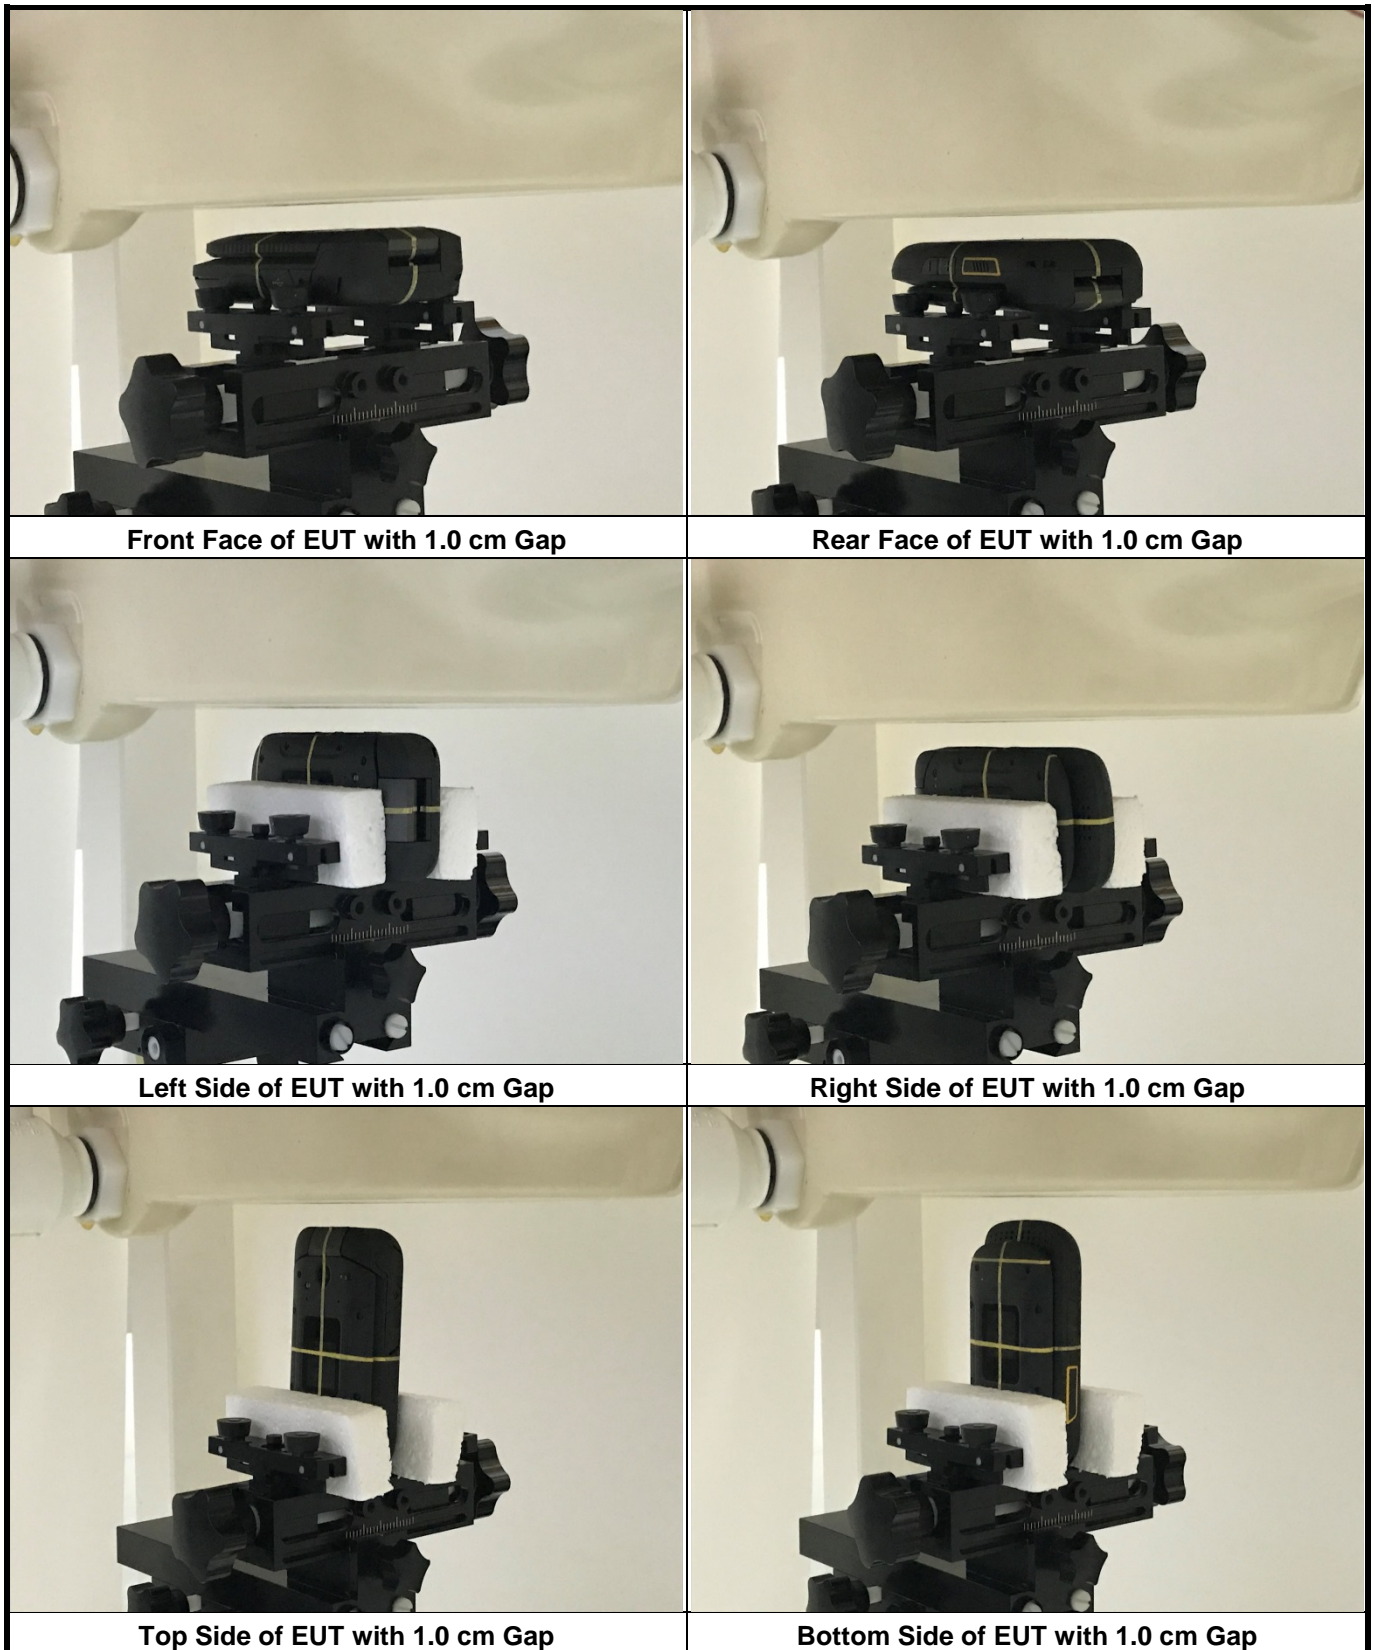 Front Face of EUT with 1.0 cm Gap
Rear Face of EUT with 1.0 cm Gap
Left Side of EUT with 1.0 cm Gap
Right Side of EUT with 1.0 cm Gap
Top Side of EUT with 1.0 cm Gap
Bottom Side of EUT with 1.0 cm Gap